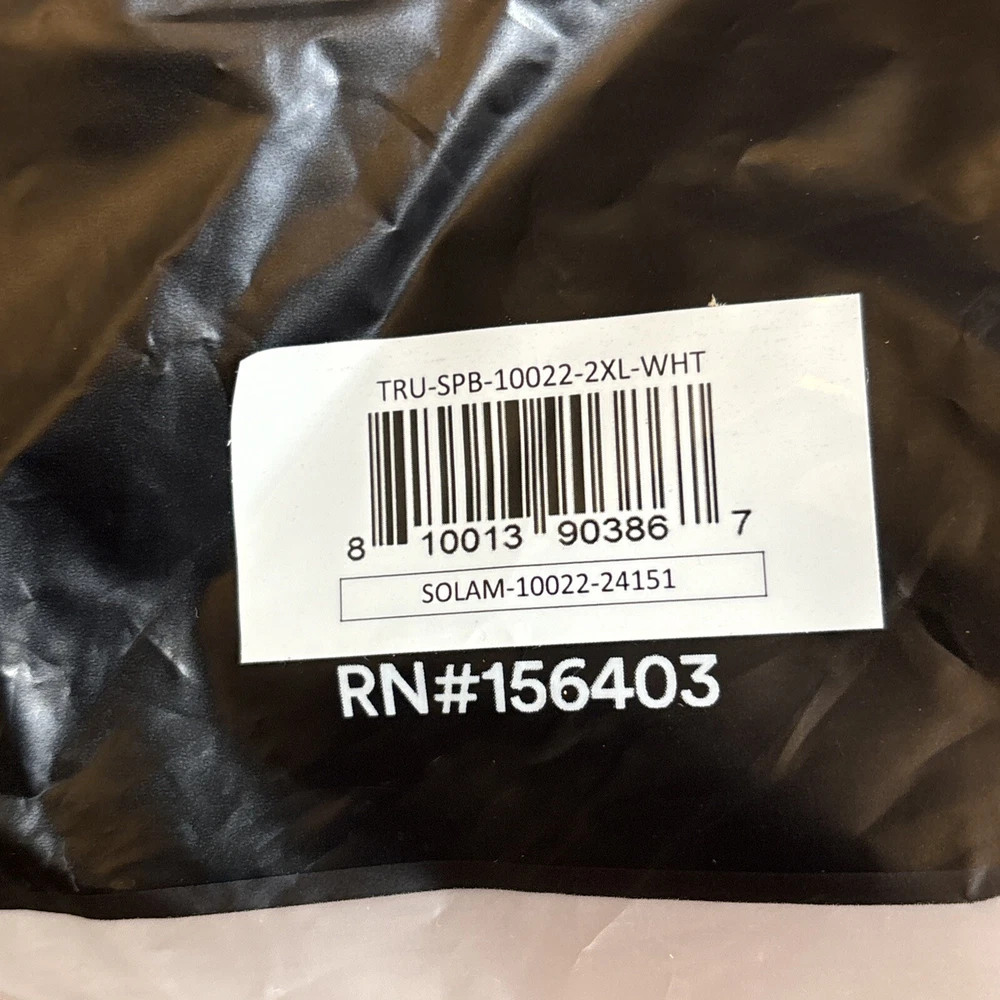 TRU-SPB-10022-2XL-WHT
8 10013 90386 7
SOLAM-10022-24151
RN#156403